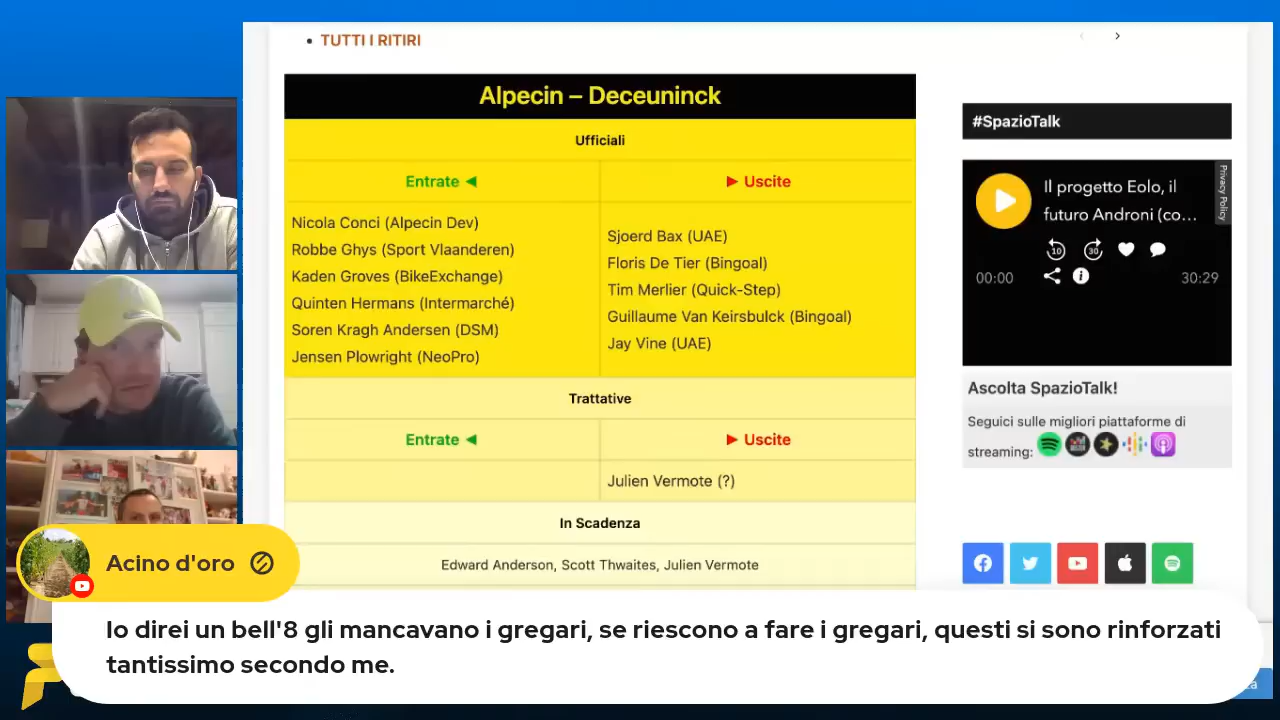 • TUTTI I RITIRI
Alpecin – Deceuninck
Ufficiali
Entrate ◄
► Uscite
Nicola Conci (Alpecin Dev)
Robbe Ghys (Sport Vlaanderen)
Kaden Groves (BikeExchange)
Quinten Hermans (Intermarché)
Soren Kragh Andersen (DSM)
Jensen Plowright (NeoPro)
Sjoerd Bax (UAE)
Floris De Tier (Bingoal)
Tim Merlier (Quick-Step)
Guillaume Van Keirsbulck (Bingoal)
Jay Vine (UAE)
Trattative
Entrate ◄
► Uscite
Julien Vermote (?)
In Scadenza
Edward Anderson, Scott Thwaites, Julien Vermote
#SpazioTalk
Il progetto Eolo, il
futuro Androni (co...
Privacy Policy
10
30
00:00
30:29
Ascolta SpazioTalk!
Seguici sulle migliori piattaforme di
streaming:
Acino d'oro
Io direi un bell'8 gli mancavano i gregari, se riescono a fare i gregari, questi si sono rinforzati
tantissimo secondo me.